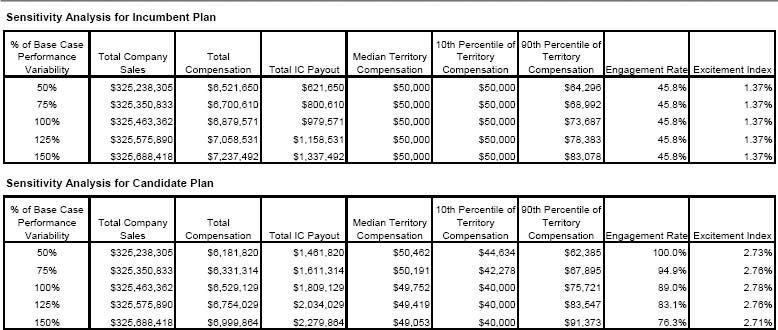 Sensitivity Analysis for Incumbent Plan
% of Base Case Performance Variability Total Company Sales Total Compensation Total IC Payout Median Territory Compensation 10th Percentile of Territory Compensation 90th Percentile of Territory Compensation Engagement Rate Excitement Index
50% $325,238,305 $6,521,650 $621,650 $50,000 $50,000 $64,296 45.8% 1.37%
75% $325,350,833 $6,700,610 $800,610 $50,000 $50,000 $68,992 45.8% 1.37%
100% $325,463,362 $6,879,571 $979,571 $50,000 $50,000 $73,687 45.8% 1.37%
125% $325,575,890 $7,058,531 $1,158,531 $50,000 $50,000 $78,383 45.8% 1.37%
150% $325,688,418 $7,237,492 $1,337,492 $50,000 $50,000 $83,078 45.8% 1.37%
Sensitivity Analysis for Candidate Plan
% of Base Case Performance Variability Total Company Sales Total Compensation Total IC Payout Median Territory Compensation 10th Percentile of Territory Compensation 90th Percentile of Territory Compensation Engagement Rate Excitement Index
50% $325,238,305 $6,181,820 $1,461,820 $50,462 $44,634 $62,385 100.0% 2.73%
75% $325,350,833 $6,331,314 $1,611,314 $50,191 $42,278 $67,895 94.9% 2.76%
100% $325,463,362 $6,529,129 $1,809,129 $49,752 $40,000 $75,721 89.0% 2.78%
125% $325,575,890 $6,754,029 $2,034,029 $49,419 $40,000 $83,547 83.1% 2.76%
150% $325,688,418 $6,999,864 $2,279,864 $49,053 $40,000 $91,373 76.3% 2.71%